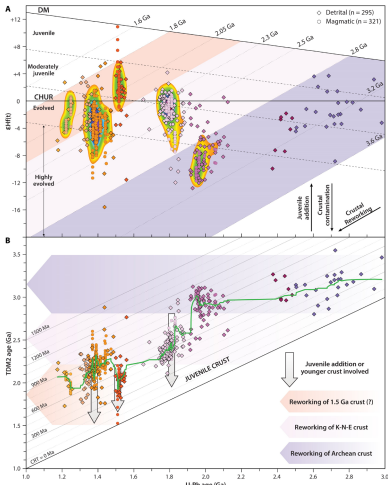 A
DM
+12
+8
+4
CHUR
0
-4
-8
-12
-16
εHf(t)
Juvenile
Moderately
juvenile
Evolved
Highly
evolved
1.6 Ga
1.8 Ga
2.05 Ga
2.3 Ga
2.5 Ga
2.8 Ga
3.2 Ga
3.6 Ga
Detrital (n = 295)
Magmatic (n = 321)
Juvenile
addition
Crustal
contamination
Crustal
Reworking
B
TDM2 age (Ga)
3.5
3.0
2.5
2.0
1.5
1.0
1500 Ma
1200 Ma
900 Ma
600 Ma
300 Ma
CRT = 0 Ma
JUVENILE CRUST
Juvenile addition or
younger crust involved
Reworking of 1.5 Ga crust (?)
Reworking of K-N-E crust
Reworking of Archean crust
1.0 1.2 1.4 1.6 1.8 2.0 2.2 2.4 2.6 2.8 3.0
U-Pb age (Ga)